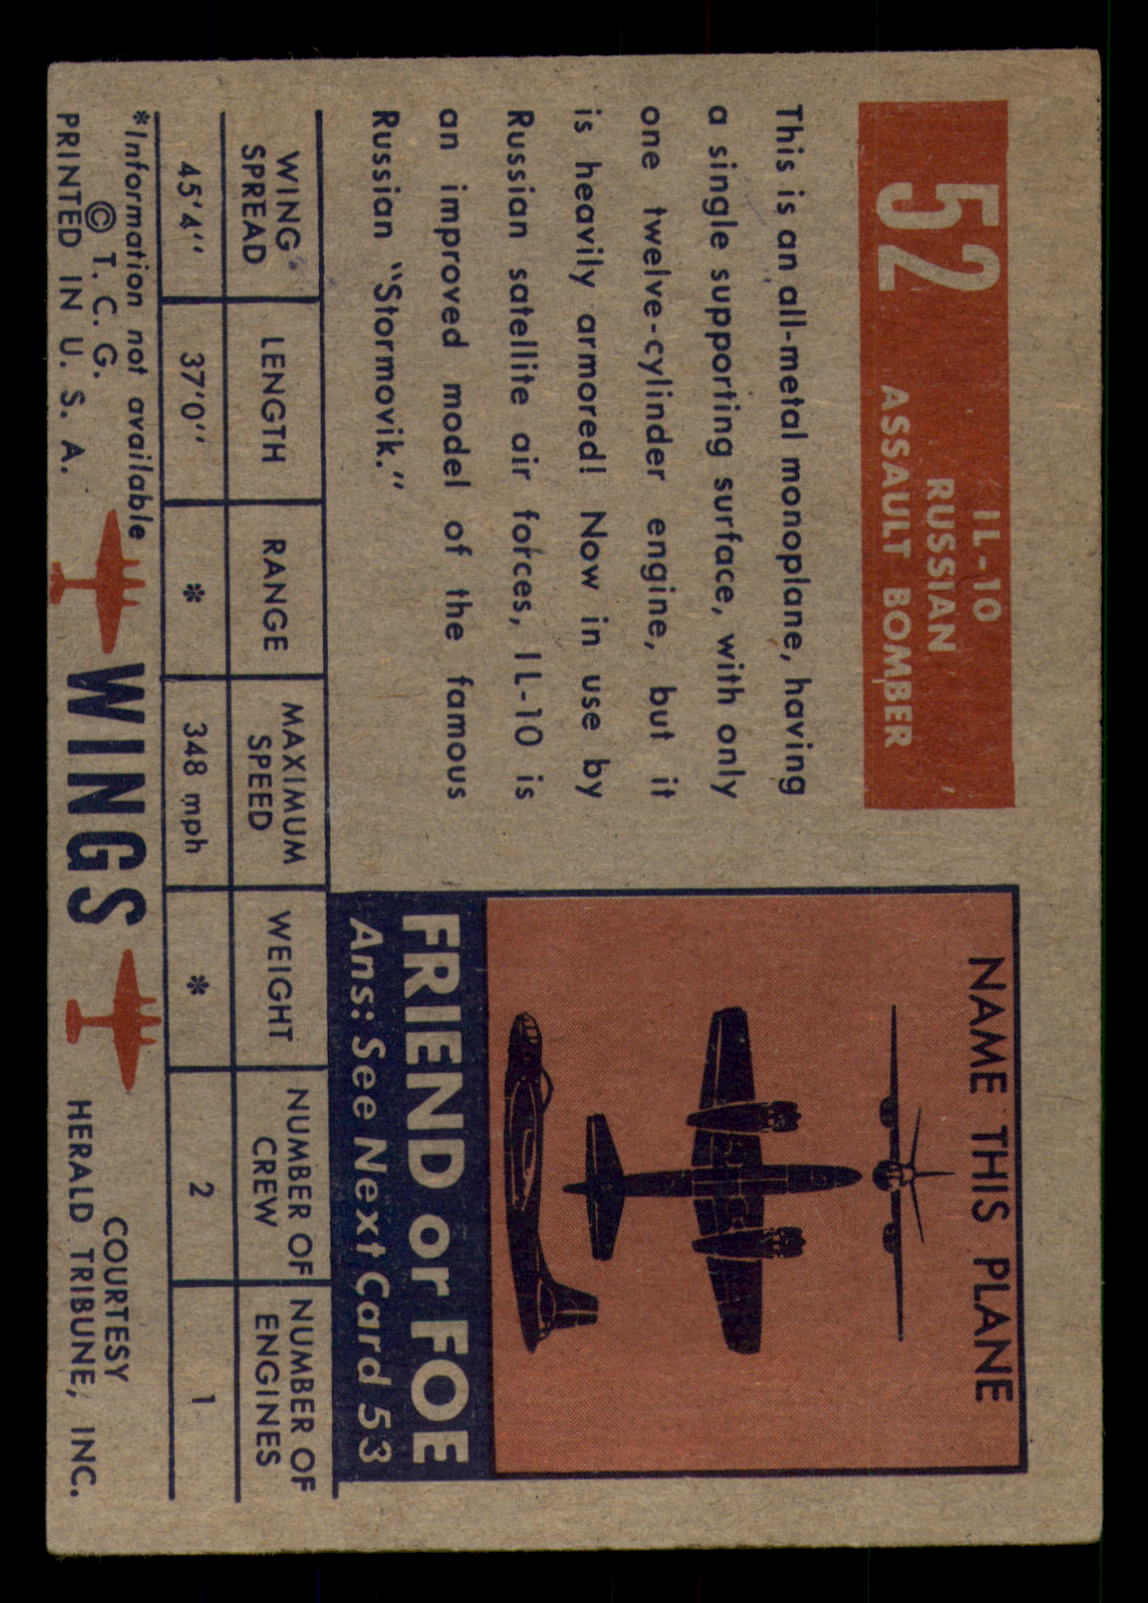 52
IL-10
RUSSIAN
ASSAULT BOMBER
This is an all-metal monoplane, having
a single supporting surface, with only
one twelve-cylinder engine, but it
is heavily armored! Now in use by
Russian satellite air forces, IL-10 is
an improved model of the famous
Russian "Stormovik."
NAME THIS PLANE
FRIEND or FOE
Ans: See Next Card 53
WING SPREAD LENGTH RANGE MAXIMUM SPEED WEIGHT NUMBER OF CREW NUMBER OF ENGINES
45'4" 37'0" * 348 mph * 2 1
*Information not available
© T. C. G.
PRINTED IN U. S. A.
WINGS
COURTESY
HERALD TRIBUNE, INC.